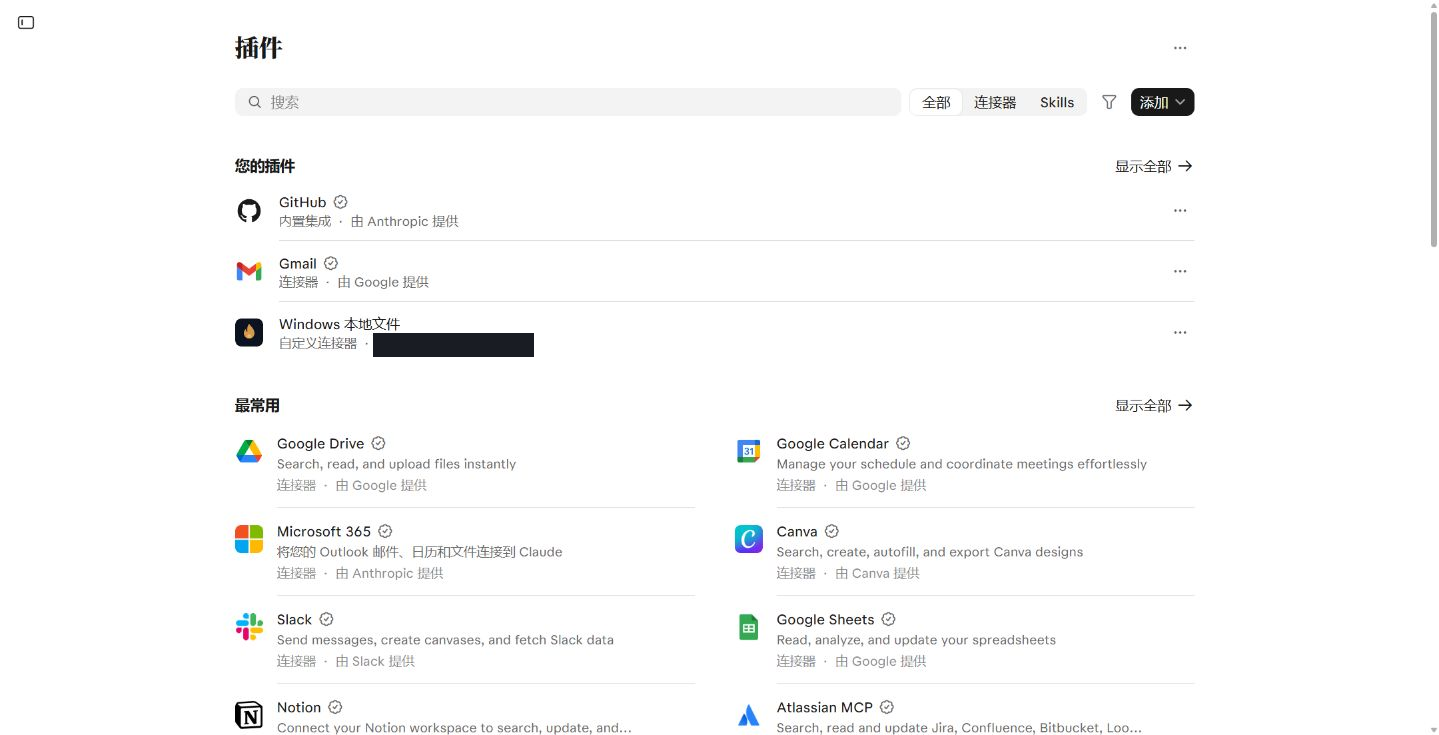 插件
搜索
全部 连接器 Skills 添加
您的插件 显示全部
GitHub
内置集成 · 由 Anthropic 提供
Gmail
连接器 · 由 Google 提供
Windows 本地文件
自定义连接器 ·
最常用 显示全部
Google Drive
Search, read, and upload files instantly
连接器 · 由 Google 提供
31
Google Calendar
Manage your schedule and coordinate meetings effortlessly
连接器 · 由 Google 提供
Microsoft 365
将您的 Outlook 邮件、日历和文件连接到 Claude
连接器 · 由 Anthropic 提供
Canva
Search, create, autofill, and export Canva designs
连接器 · 由 Canva 提供
Slack
Send messages, create canvases, and fetch Slack data
连接器 · 由 Slack 提供
Google Sheets
Read, analyze, and update your spreadsheets
连接器 · 由 Google 提供
Notion
Connect your Notion workspace to search, update, and...
Atlassian MCP
Search, read and update Jira, Confluence, Bitbucket, Loo...